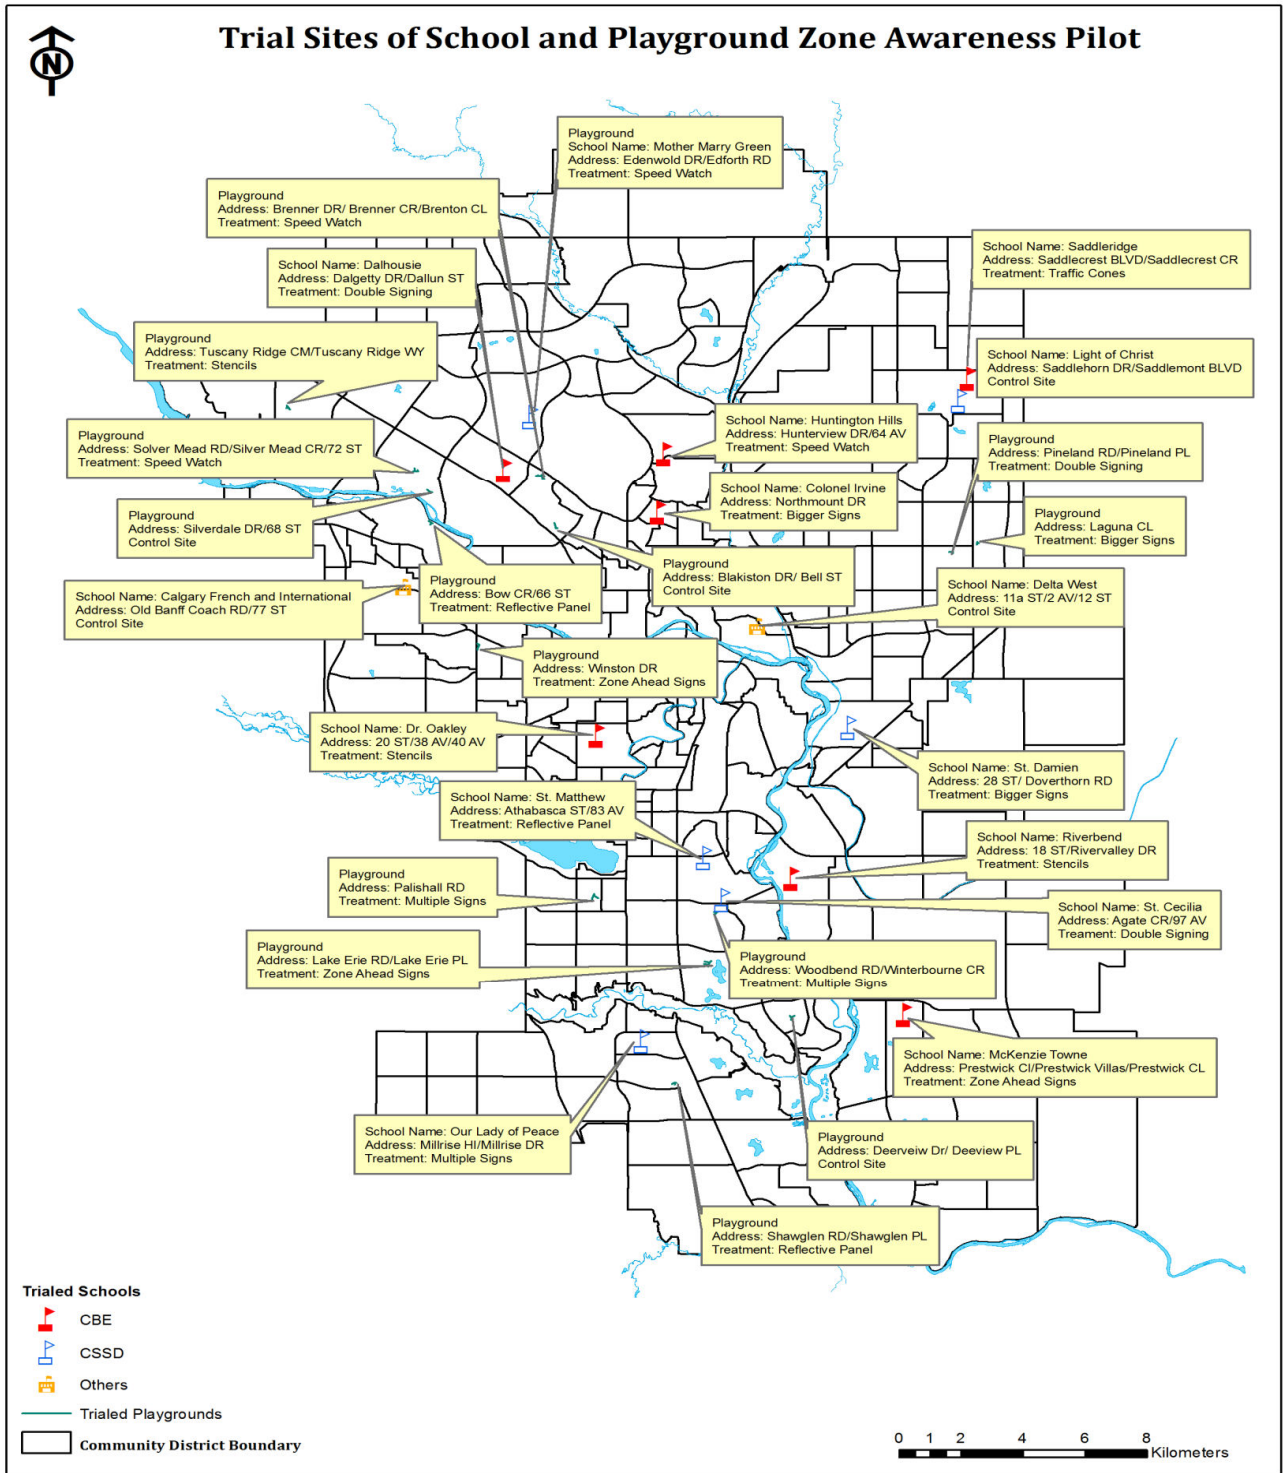 Trial Sites of School and Playground Zone Awareness Pilot
N
Playground
School Name: Mother Marry Green
Address: Edenwold DR/Edforth RD
Treatment: Speed Watch
Playground
Address: Brenner DR/ Brenner CR/Brenton CL
Treatment: Speed Watch
School Name: Dalhousie
Address: Dalgetty DR/Dallun ST
Treatment: Double Signing
School Name: Saddleridge
Address: Saddlecrest BLVD/Saddlecrest CR
Treatment: Traffic Cones
Playground
Address: Tuscany Ridge CM/Tuscany Ridge WY
Treatment: Stencils
School Name: Light of Christ
Address: Saddlehorn DR/Saddlemont BLVD
Control Site
School Name: Huntington Hills
Address: Hunterview DR/64 AV
Treatment: Speed Watch
Playground
Address: Solver Mead RD/Silver Mead CR/72 ST
Treatment: Speed Watch
Playground
Address: Pineland RD/Pineland PL
Treatment: Double Signing
School Name: Colonel Irvine
Address: Northmount DR
Treatment: Bigger Signs
Playground
Address: Silverdale DR/68 ST
Control Site
Playground
Address: Laguna CL
Treatment: Bigger Signs
Playground
Address: Blakiston DR/ Bell ST
Control Site
Playground
Address: Bow CR/66 ST
Treatment: Reflective Panel
School Name: Calgary French and International
Address: Old Banff Coach RD/77 ST
Control Site
School Name: Delta West
Address: 11a ST/2 AV/12 ST
Control Site
Playground
Address: Winston DR
Treatment: Zone Ahead Signs
School Name: Dr. Oakley
Address: 20 ST/38 AV/40 AV
Treatment: Stencils
School Name: St. Damien
Address: 28 ST/ Doverthorn RD
Treatment: Bigger Signs
School Name: St. Matthew
Address: Athabasca ST/83 AV
Treatment: Reflective Panel
School Name: Riverbend
Address: 18 ST/Rivervalley DR
Treatment: Stencils
Playground
Address: Palishall RD
Treatment: Multiple Signs
School Name: St. Cecilia
Address: Agate CR/97 AV
Treament: Double Signing
Playground
Address: Lake Erie RD/Lake Erie PL
Treatment: Zone Ahead Signs
Playground
Address: Woodbend RD/Winterbourne CR
Treatment: Multiple Signs
School Name: McKenzie Towne
Address: Prestwick CI/Prestwick Villas/Prestwick CL
Treatment: Zone Ahead Signs
School Name: Our Lady of Peace
Address: Millrise HI/Millrise DR
Treatment: Multiple Signs
Playground
Address: Deerveiw Dr/ Deeview PL
Control Site
Playground
Address: Shawglen RD/Shawglen PL
Treatment: Reflective Panel
Trialed Schools
CBE
CSSD
Others
Trialed Playgrounds
Community District Boundary
0 1 2 4 6 8
Kilometers